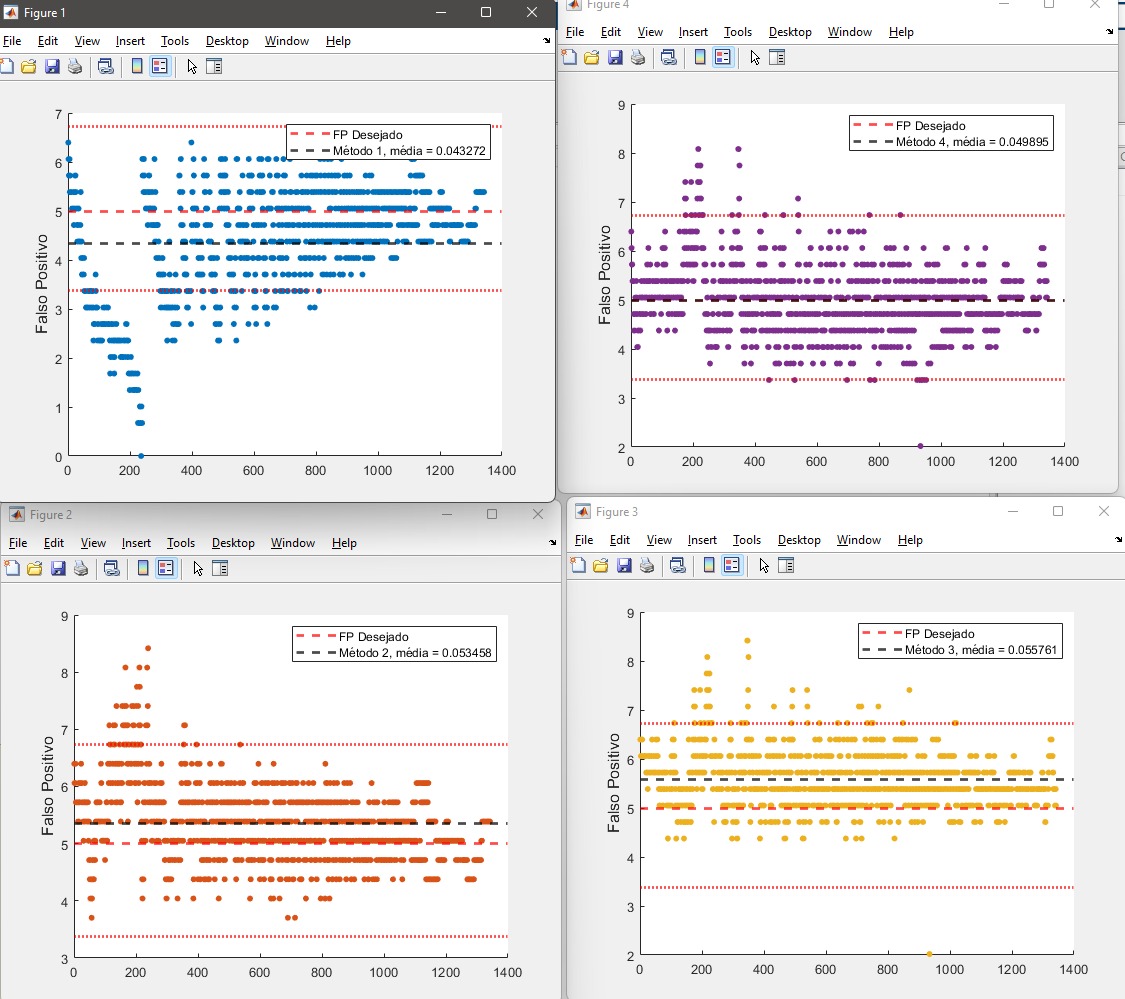 Figure 1
File Edit View Insert Tools Desktop Window Help
7
6
5
4
3
2
1
0
Falso Positivo
FP Desejado
Método 1, média = 0.043272
0 200 400 600 800 1000 1200 1400
Figure 4
File Edit View Insert Tools Desktop Window Help
9
8
7
6
5
4
3
2
Falso Positivo
FP Desejado
Método 4, média = 0.049895
0 200 400 600 800 1000 1200 1400
Figure 2
File Edit View Insert Tools Desktop Window Help
9
8
7
6
5
4
3
Falso Positivo
FP Desejado
Método 2, média = 0.053458
0 200 400 600 800 1000 1200 1400
Figure 3
File Edit View Insert Tools Desktop Window Help
9
8
7
6
5
4
3
2
Falso Positivo
FP Desejado
Método 3, média = 0.055761
0 200 400 600 800 1000 1200 1400